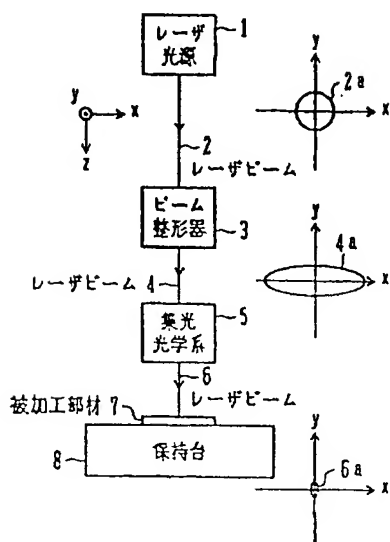 1
レーザ
光源
y
x
z
y
2a
x
2
レーザビーム
ビーム
整形器
3
レーザビーム 4
y
4a
x
集光
光学系
5
6
レーザビーム
被加工部材 7
8
保持台
y
6a
x